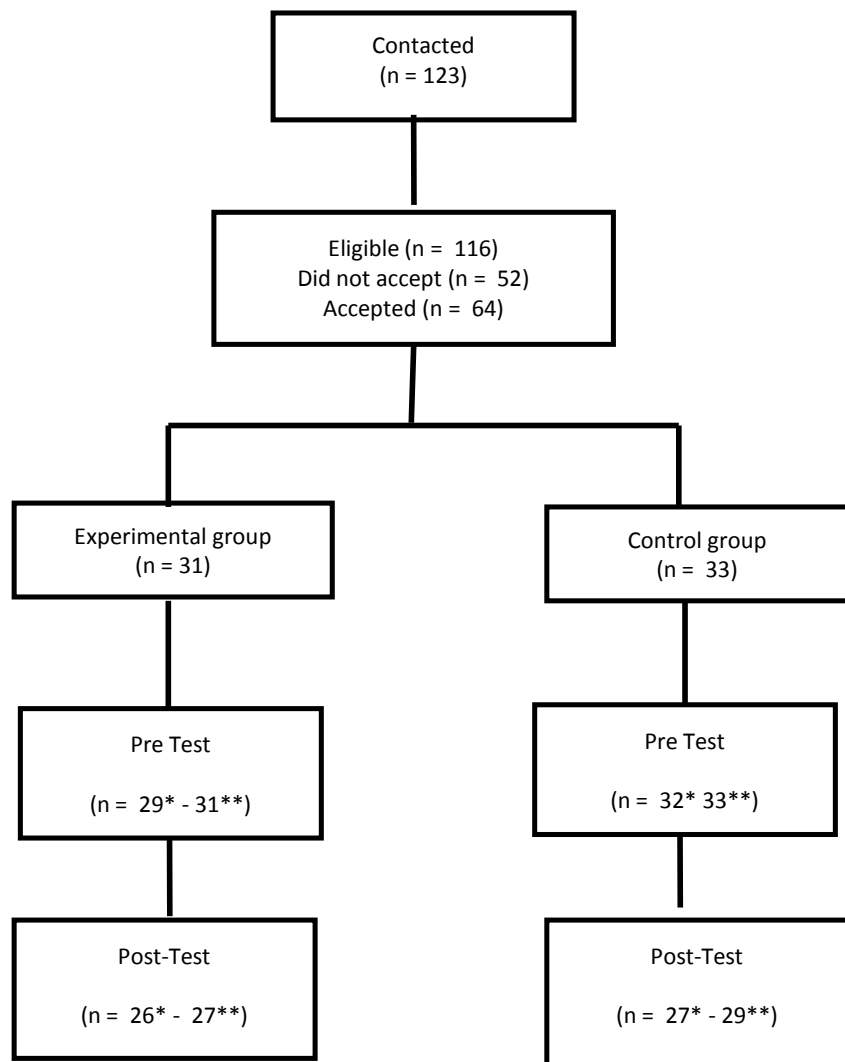 Contacted
(n = 123)
Eligible (n =  116)
Did not accept (n =  52)
Accepted (n =  64)
Experimental group
(n = 31)
Control group
(n =  33)
Pre Test
(n =  29* - 31**)
Pre Test
(n =  32* 33**)
Post-Test
(n =  26* -  27**)
Post-Test
(n =  27* - 29**)